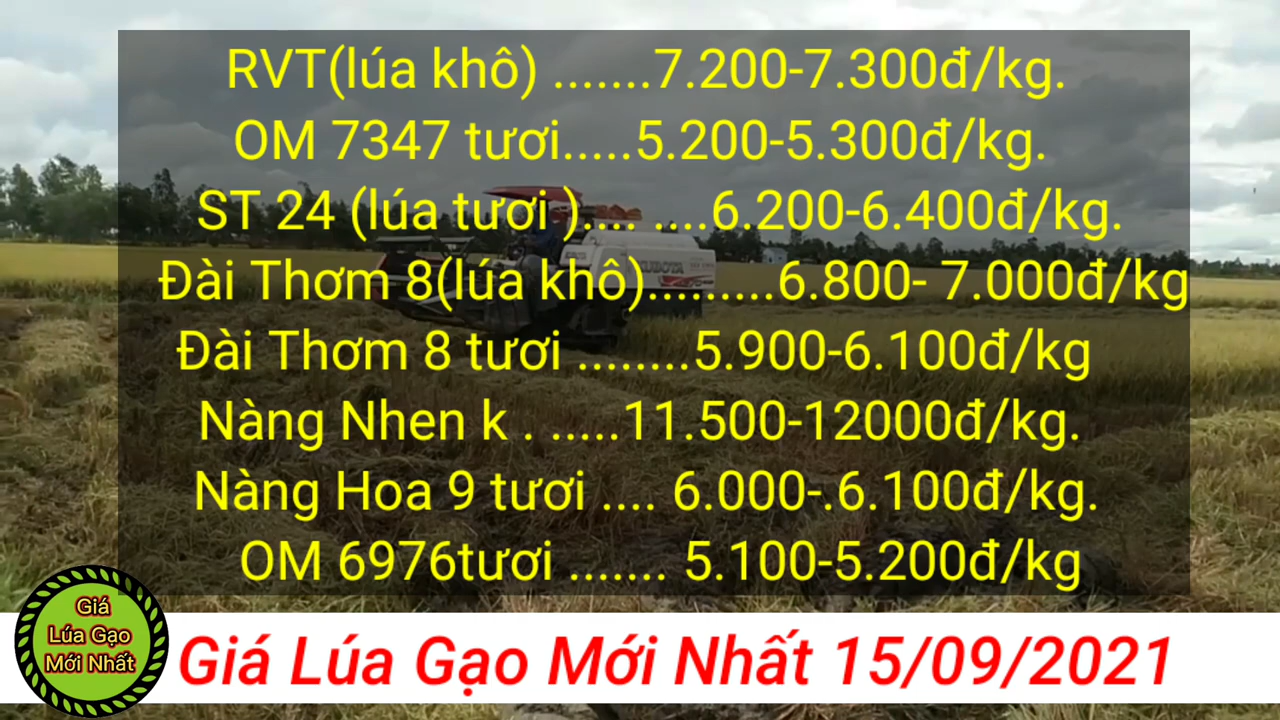 RVT(lúa khô) .......7.200-7.300đ/kg.
OM 7347 tươi.....5.200-5.300đ/kg.
ST 24 (lúa tươi ).... ....6.200-6.400đ/kg.
KUBOTA
Đài Thơm 8(lúa khô).........6.800- 7.000đ/kg
Đài Thơm 8 tươi ........5.900-6.100đ/kg
Nàng Nhen k . .....11.500-12000đ/kg.
Nàng Hoa 9 tươi .... 6.000-.6.100đ/kg.
OM 6976tươi ....... 5.100-5.200đ/kg
Giá
Lúa Gạo
Mới Nhất
Giá Lúa Gạo Mới Nhất 15/09/2021